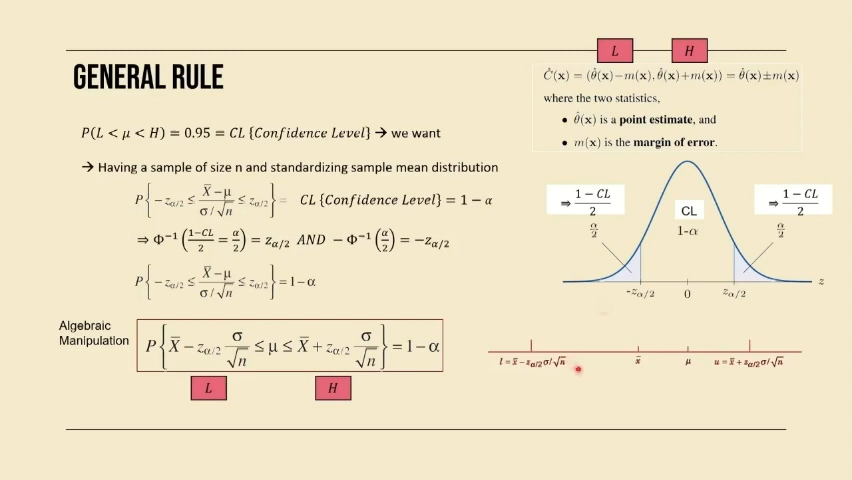 L H
GENERAL RULE
Ĉ(x) = (θ̂(x)−m(x), θ̂(x)+m(x)) = θ̂(x)±m(x)
where the two statistics,
• θ̂(x) is a point estimate, and
• m(x) is the margin of error.
P(L < μ < H) = 0.95 = CL {Confidence Level} → we want
→ Having a sample of size n and standardizing sample mean distribution
P{−z_{α/2} ≤ (X̄−μ)/(σ/√n) ≤ z_{α/2}} = CL {Confidence Level} = 1 − α
⇒ Φ⁻¹((1−CL)/2 = α/2) = z_{α/2} AND − Φ⁻¹(α/2) = −z_{α/2}
P{−z_{α/2} ≤ (X̄−μ)/(σ/√n) ≤ z_{α/2}} = 1−α
Algebraic
Manipulation
P{X̄ − z_{α/2} σ/√n ≤ μ ≤ X̄ + z_{α/2} σ/√n} = 1−α
L H
⇒ (1 − CL)/2
α/2
CL
1-α
⇒ (1 − CL)/2
α/2
-z_{α/2} 0 z_{α/2} z
l = x̄ − z_{α/2}σ/√n x̄ μ u = x̄ + z_{α/2}σ/√n